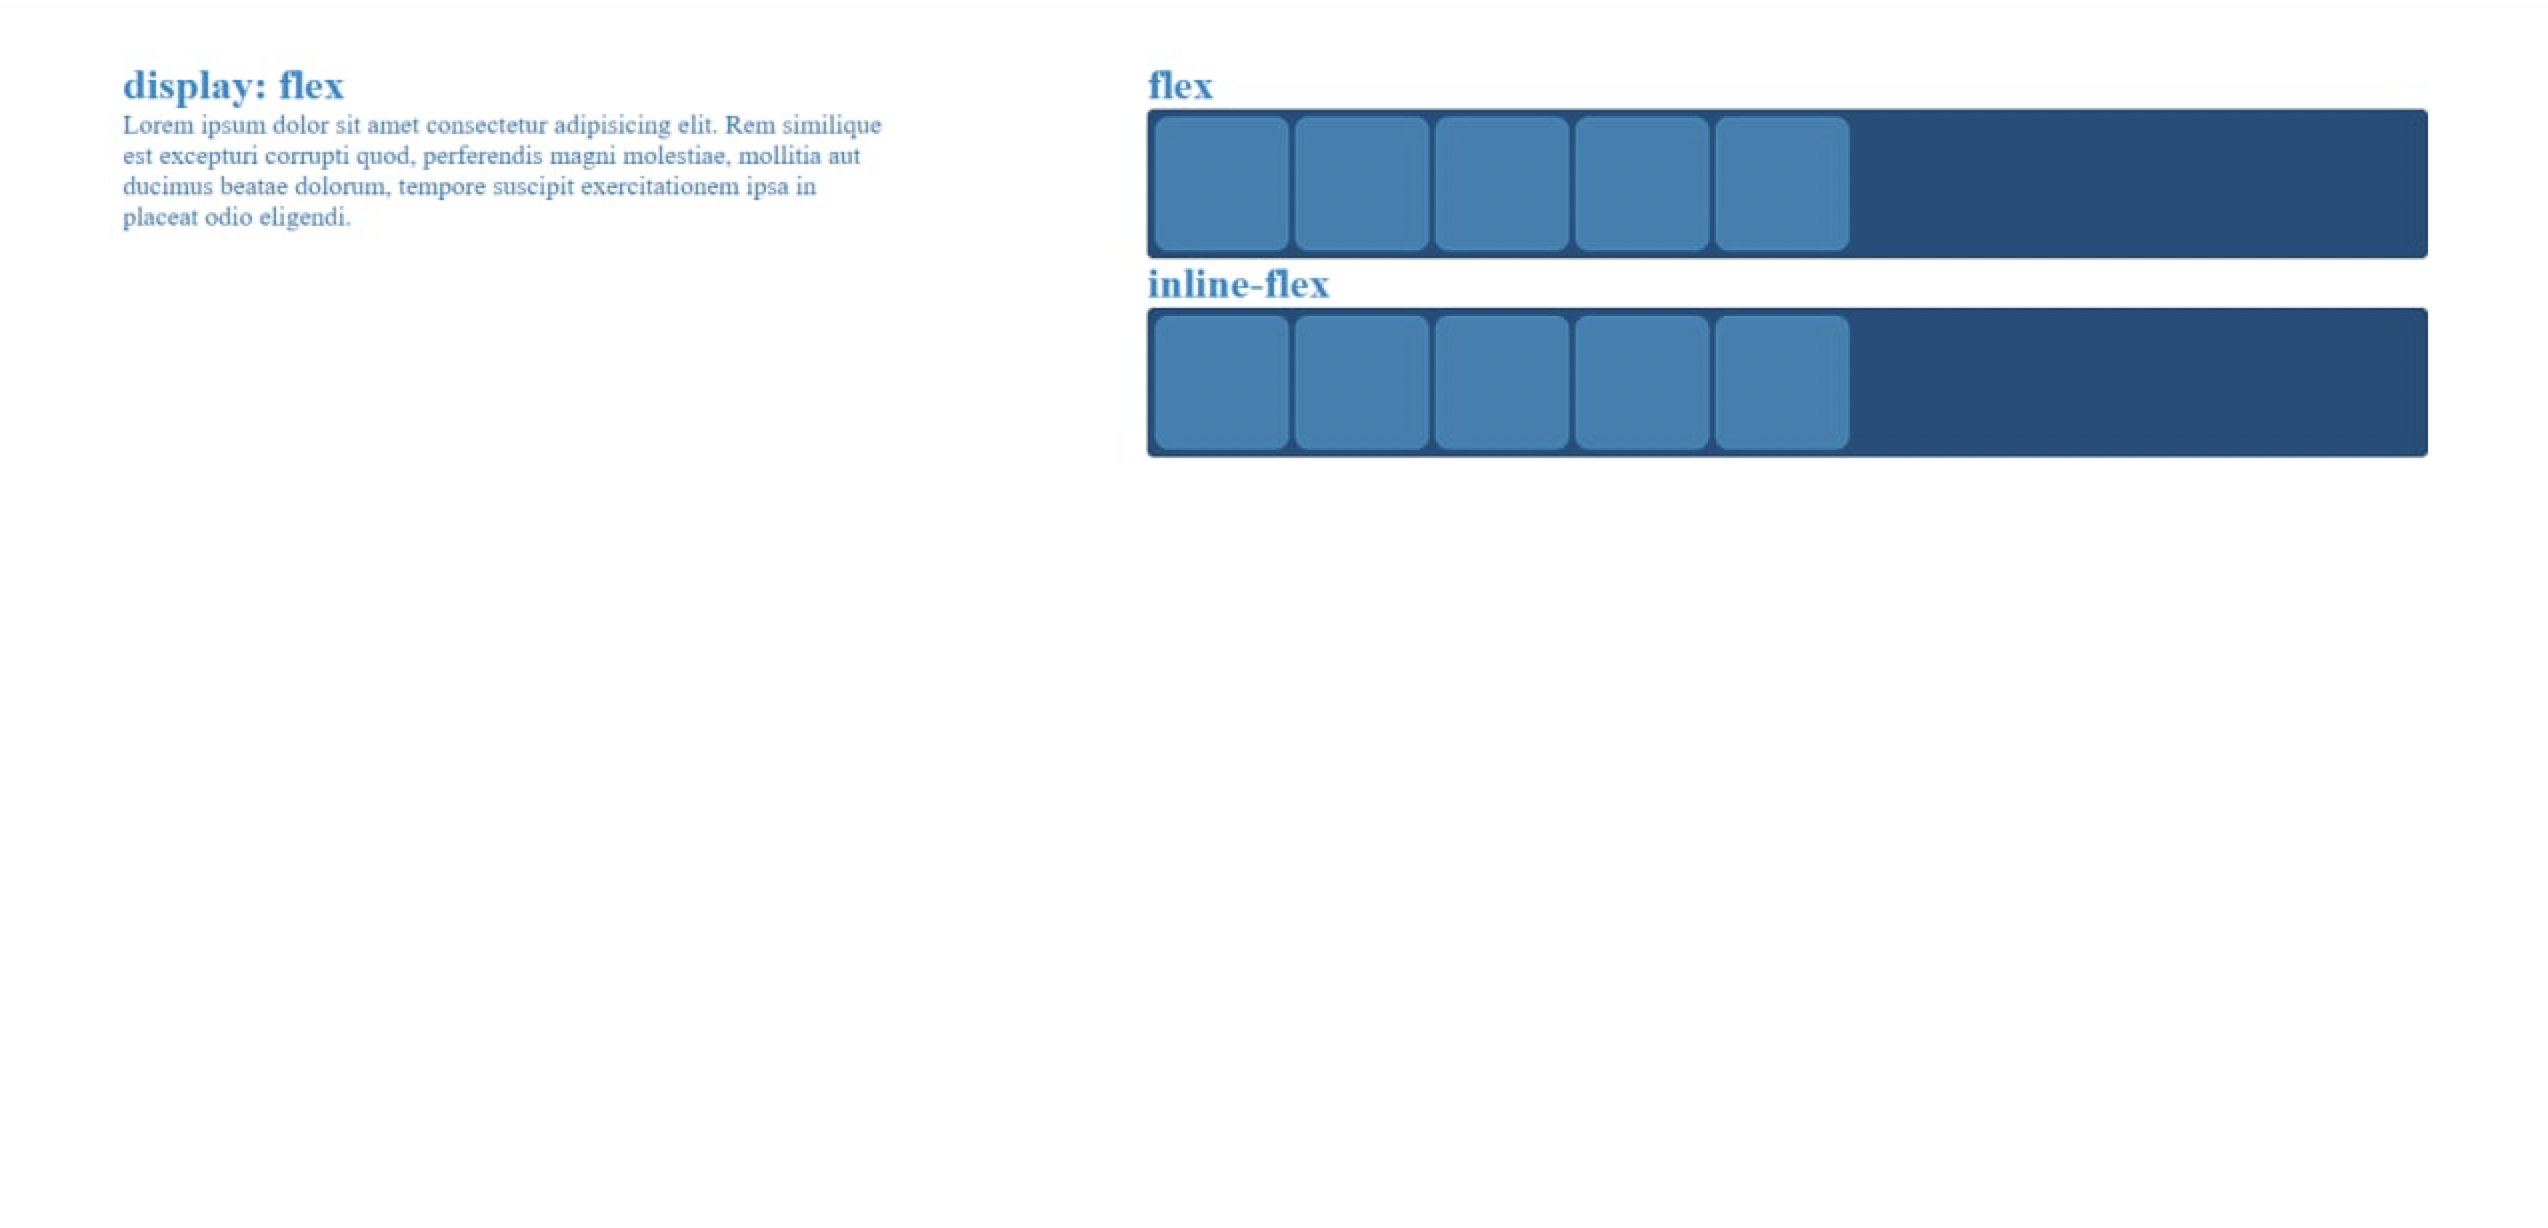 display: flex
Lorem ipsum dolor sit amet consectetur adipisicing elit. Rem similique
est excepturi corrupti quod, perferendis magni molestiae, mollitia aut
ducimus beatae dolorum, tempore suscipit exercitationem ipsa in
placeat odio eligendi.
flex
inline-flex